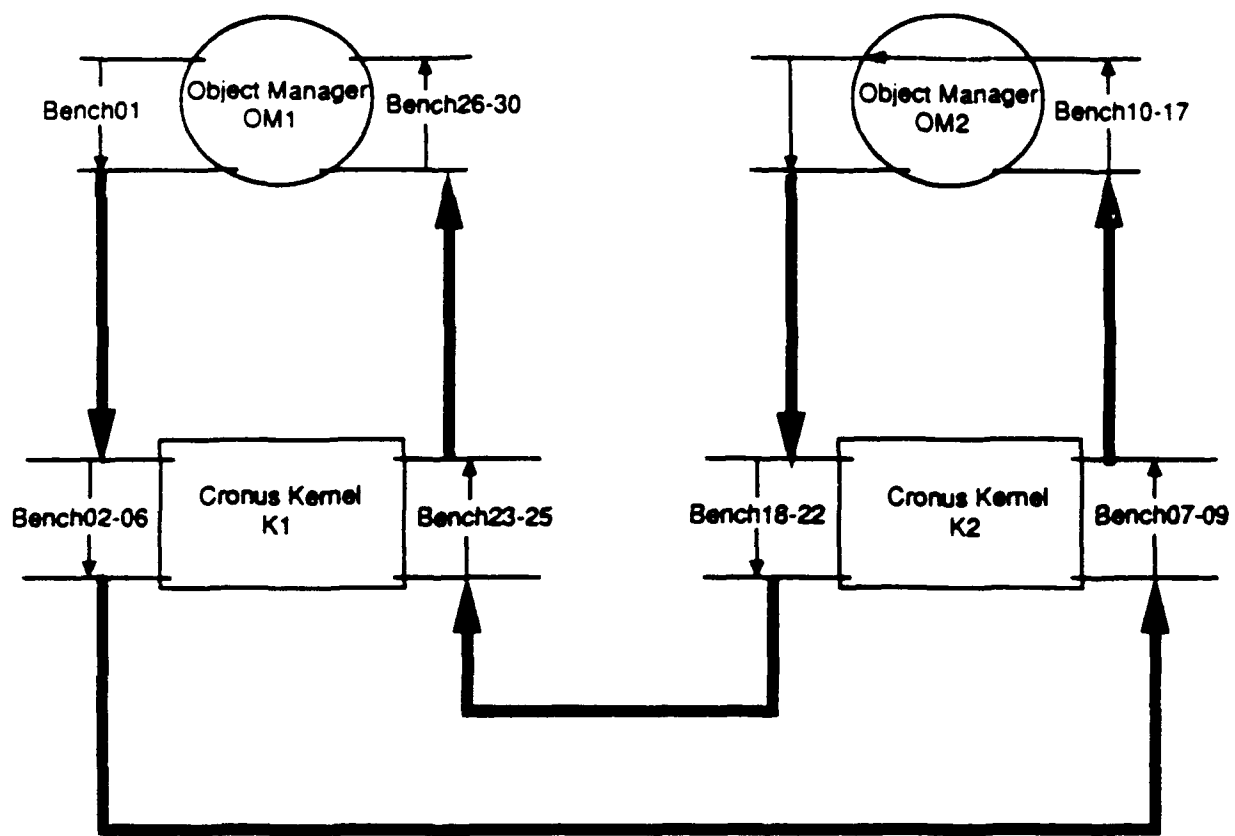 Object Manager
OM1
Bench01
Bench26-30
Object Manager
OM2
Bench10-17
Cronus Kernel
K1
Bench02-06
Bench23-25
Cronus Kernel
K2
Bench18-22
Bench07-09